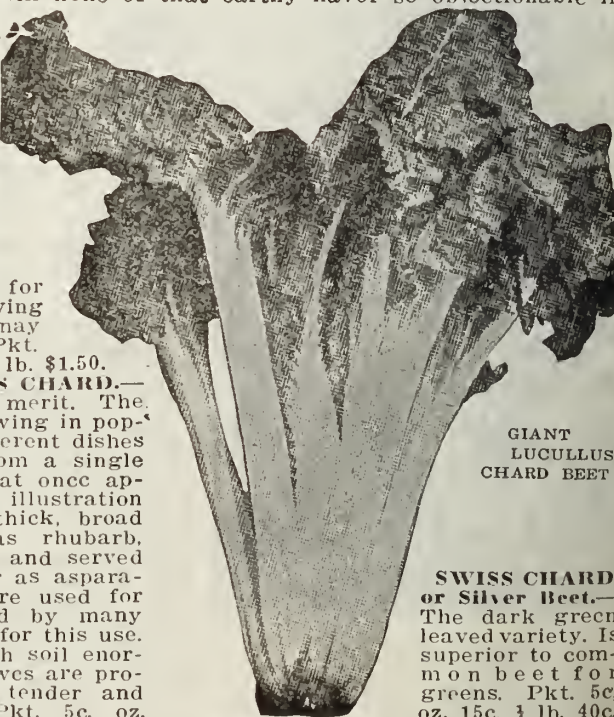 of that earthy flavor so objectionable
for
ving
nay
Pkt.
lb. $1.50.
S CHARD.—
merit. The
wing in pop-
erent dishes
om a single
at once ap-
illustration
thick, broad
as rhubarb,
and served
as aspara-
re used for
d by many
for this use.
h soil enor-
ves are pro-
tender and
Pkt. 5c. oz.
GIANT
LUCULLUS
CHARD BEET
SWISS CHARD
or Silver Beet.—
The dark green
leaved variety. Is
superior to com-
mon beet for
greens. Pkt. 5c.
oz. 15c. ¼ lb. 40c.